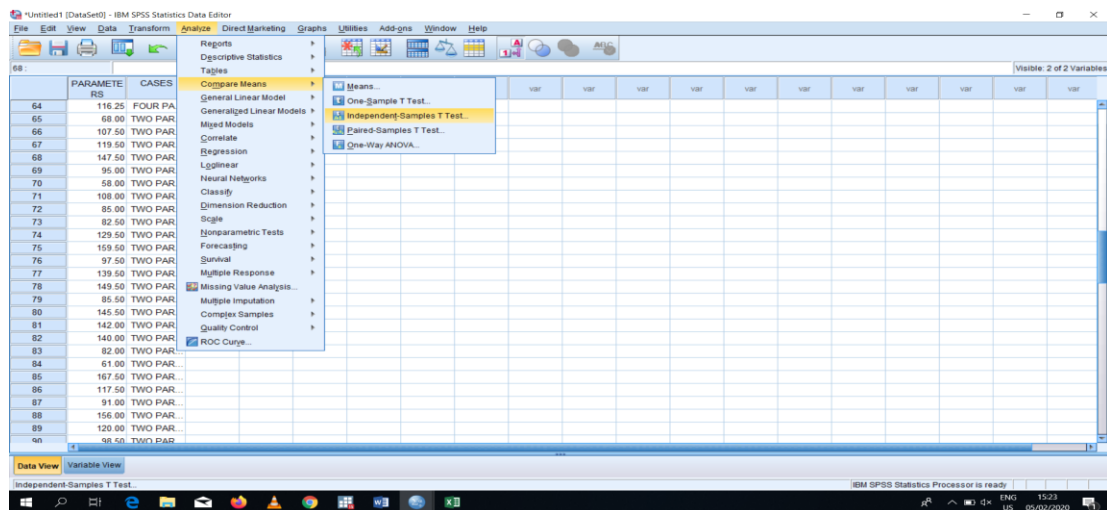 *Untitled1 [DataSet0] - IBM SPSS Statistics Data Editor
File Edit View Data Transform Analyze Direct Marketing Graphs Utilities Add-ons Window Help
68 :
Visible: 2 of 2 Variables
PARAMETE
RS
CASES
var var var var var var var var var var var
64 116.25 FOUR PA
65 68.00 TWO PAR
66 107.50 TWO PAR
67 119.50 TWO PAR
68 147.50 TWO PAR
69 95.00 TWO PAR
70 58.00 TWO PAR
71 108.00 TWO PAR
72 85.00 TWO PAR
73 82.50 TWO PAR
74 129.50 TWO PAR
75 159.50 TWO PAR
76 97.50 TWO PAR
77 139.50 TWO PAR
78 149.50 TWO PAR
79 85.50 TWO PAR
80 145.50 TWO PAR
81 142.00 TWO PAR
82 140.00 TWO PAR
83 82.00 TWO PAR...
84 61.00 TWO PAR...
85 167.50 TWO PAR...
86 117.50 TWO PAR...
87 91.00 TWO PAR...
88 156.00 TWO PAR...
89 120.00 TWO PAR...
90 98.50 TWO PAR
Reports
Descriptive Statistics
Tables
Compare Means
General Linear Model
Generalized Linear Models
Mixed Models
Correlate
Regression
Loglinear
Neural Networks
Classify
Dimension Reduction
Scale
Nonparametric Tests
Forecasting
Survival
Multiple Response
Missing Value Analysis...
Multiple Imputation
Complex Samples
Quality Control
ROC Curve...
Means...
One-Sample T Test...
Independent-Samples T Test...
Paired-Samples T Test...
One-Way ANOVA...
Data View Variable View
Independent-Samples T Test...
IBM SPSS Statistics Processor is ready
ENG 15:23
US 05/02/2020